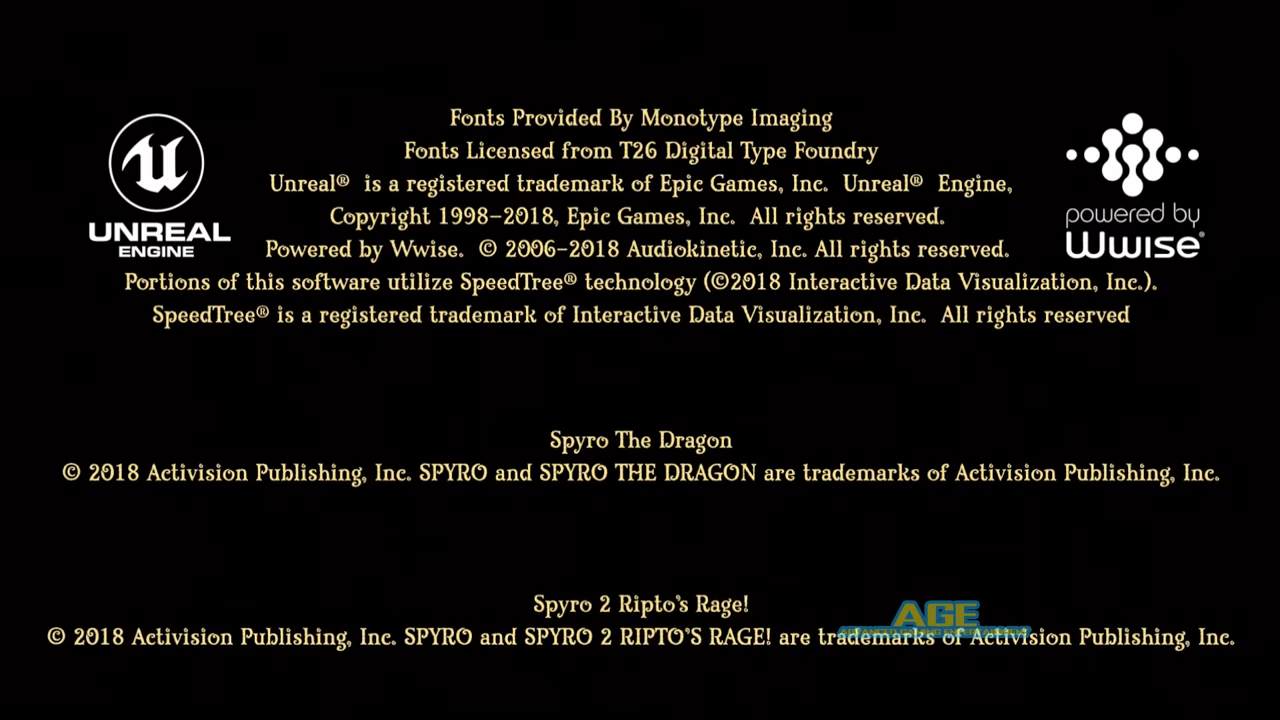 Fonts Provided By Monotype Imaging
Fonts Licensed from T26 Digital Type Foundry
Unreal® is a registered trademark of Epic Games, Inc. Unreal® Engine,
Copyright 1998-2018, Epic Games, Inc. All rights reserved.
Powered by Wwise. © 2006-2018 Audiokinetic, Inc. All rights reserved.
Portions of this software utilize SpeedTree® technology (©2018 Interactive Data Visualization, Inc.).
SpeedTree® is a registered trademark of Interactive Data Visualization, Inc. All rights reserved
UNREAL
ENGINE
powered by
Wwise®
Spyro The Dragon
© 2018 Activision Publishing, Inc. SPYRO and SPYRO THE DRAGON are trademarks of Activision Publishing, Inc.
Spyro 2 Ripto's Rage!
© 2018 Activision Publishing, Inc. SPYRO and SPYRO 2 RIPTO'S RAGE! are trademarks of Activision Publishing, Inc.
AGE